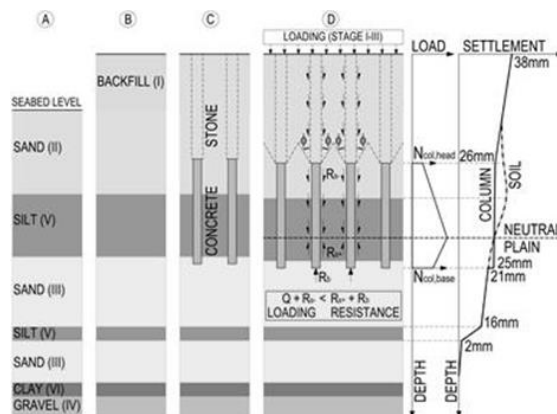 A
B
C
D
LOADING (STAGE I-III)
LOAD
SETTLEMENT
38mm
BACKFILL (I)
SEABED LEVEL
SAND (II)
STONE
CONCRETE
ϕ
ϕ
ϕ
ϕ
Rs-
Ncol,head
26mm
COLUMN
SOIL
SILT (V)
Rs+
NEUTRAL
PLAIN
25mm
21mm
Ncol,base
Rb
SAND (III)
Q + Rs- < Rs+ + Rb
LOADING RESISTANCE
16mm
SILT (V)
2mm
SAND (III)
DEPTH
DEPTH
CLAY (VI)
GRAVEL (IV)